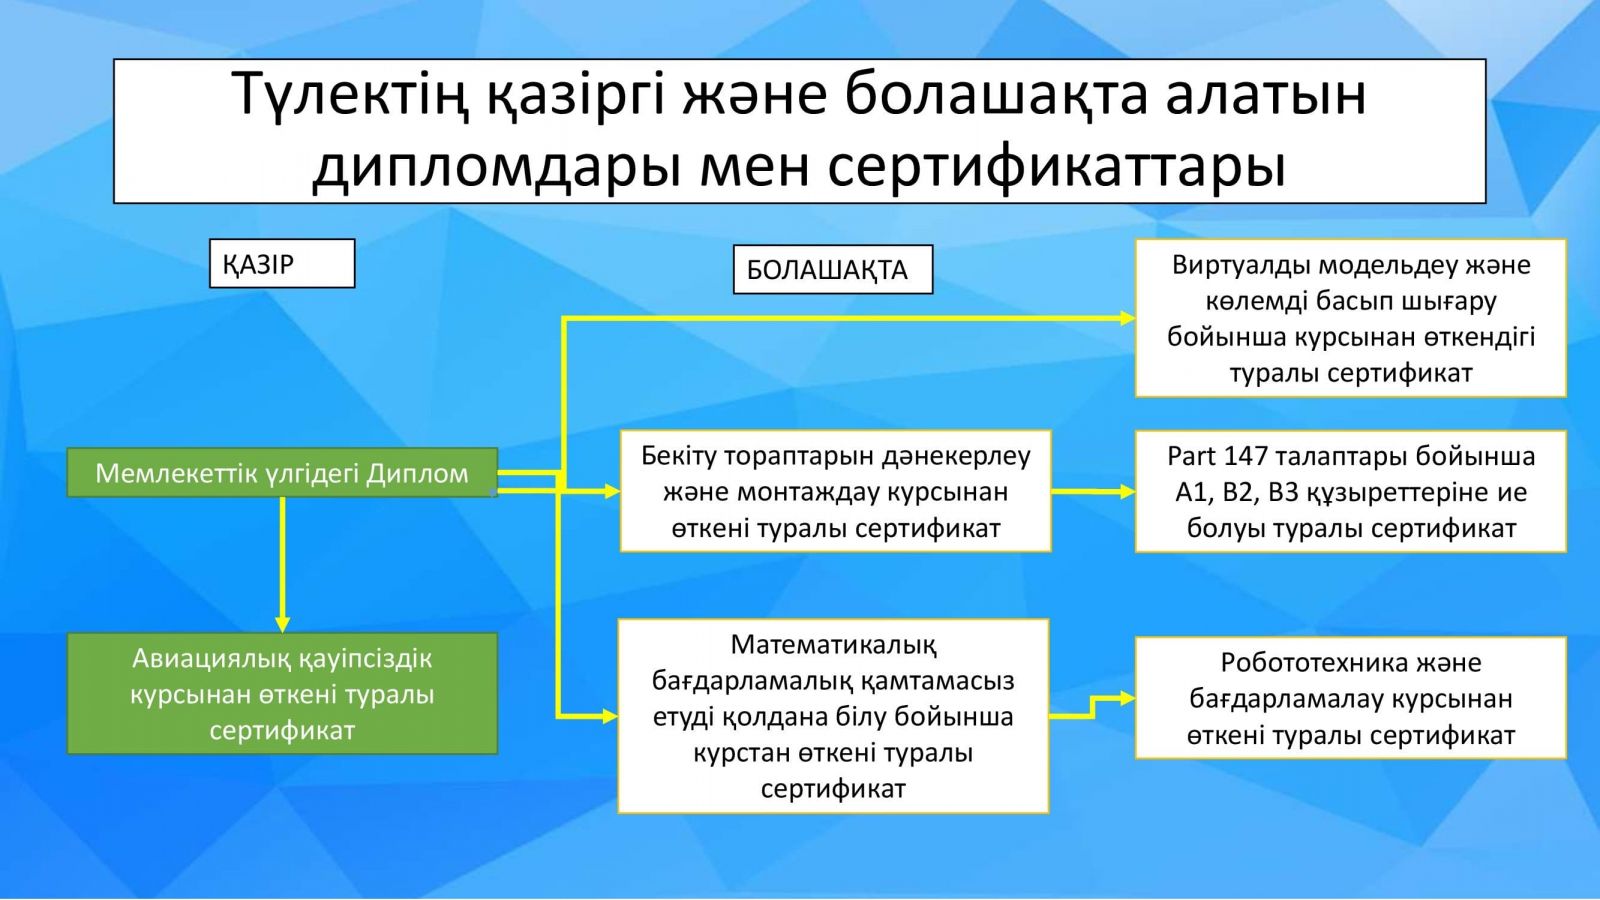 Түлектің қазіргі және болашақта алатын
дипломдары мен сертификаттары
ҚАЗІР
БОЛАШАҚТА
Виртуалды модельдеу және
көлемді басып шығару
бойынша курсынан өткендігі
туралы сертификат
Мемлекеттік үлгідегі Диплом
Бекіту тораптарын дәнекерлеу
және монтаждау курсынан
өткені туралы сертификат
Part 147 талаптары бойынша
А1, В2, В3 құзыреттеріне ие
болуы туралы сертификат
Авиациялық қауіпсіздік
курсынан өткені туралы
сертификат
Математикалық
бағдарламалық қамтамасыз
етуді қолдана білу бойынша
курстан өткені туралы
сертификат
Робототехника және
бағдарламалау курсынан
өткені туралы сертификат